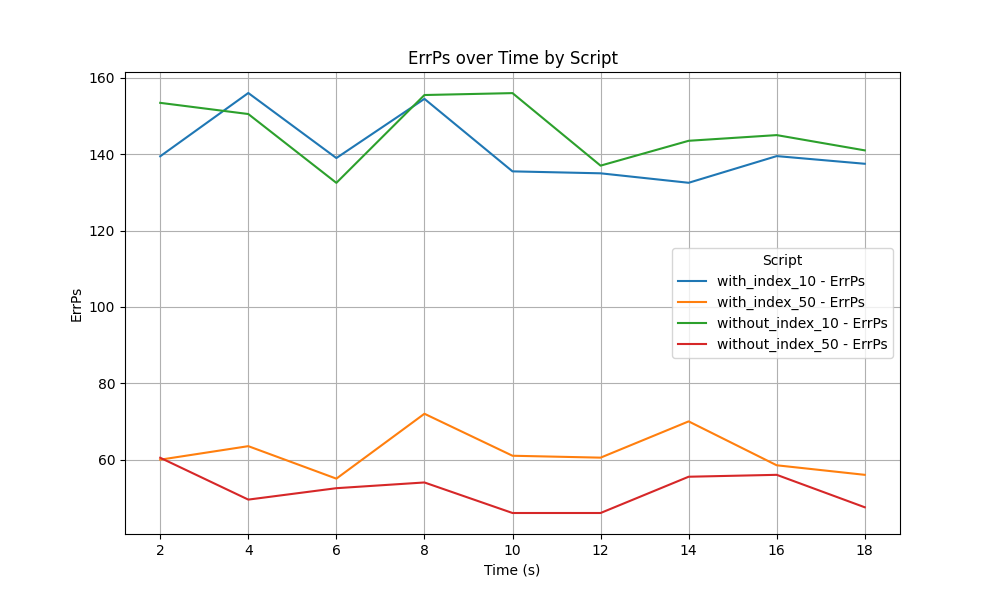 ErrPs over Time by Script
ErrPs
160
140
120
100
80
60
Script
with_index_10 - ErrPs
with_index_50 - ErrPs
without_index_10 - ErrPs
without_index_50 - ErrPs
2 4 6 8 10 12 14 16 18
Time (s)